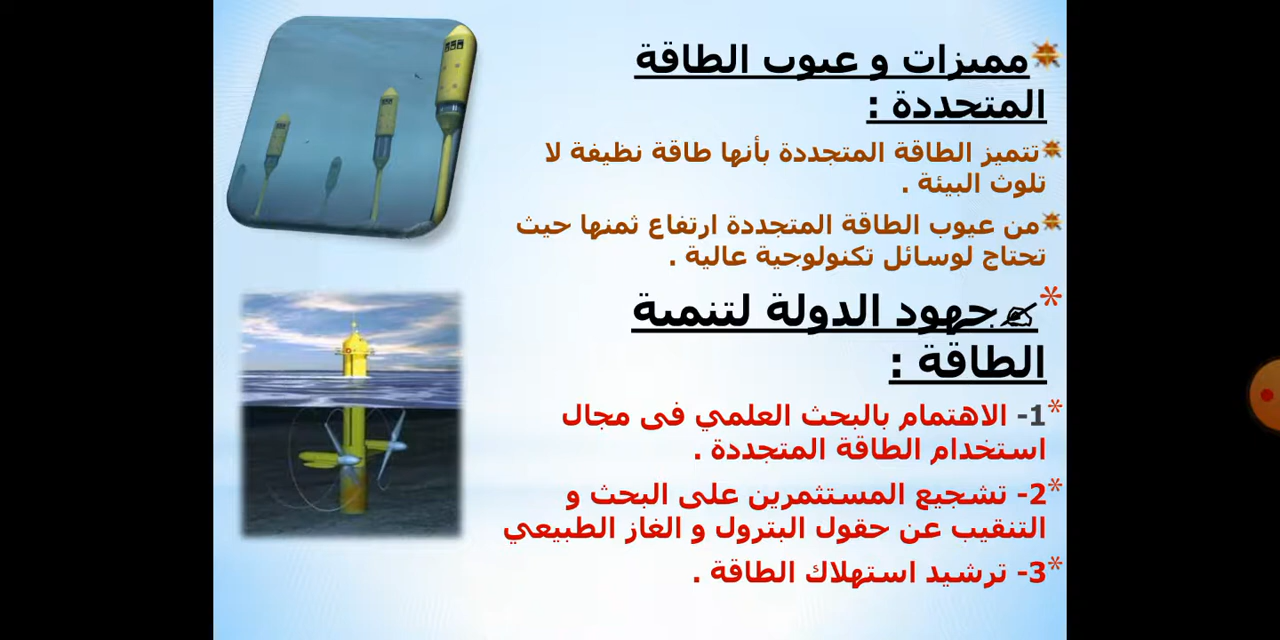 مميزات و عيوب الطاقة
المتجددة :
تتميز الطاقة المتجددة بأنها طاقة نظيفة لا
تلوث البيئة .
من عيوب الطاقة المتجددة ارتفاع ثمنها حيث
تحتاج لوسائل تكنولوجية عالية .
جهود الدولة لتنمية
الطاقة :
1- الاهتمام بالبحث العلمي فى مجال
استخدام الطاقة المتجددة .
2- تشجيع المستثمرين على البحث و
التنقيب عن حقول البترول و الغاز الطبيعي
3- ترشيد استهلاك الطاقة .